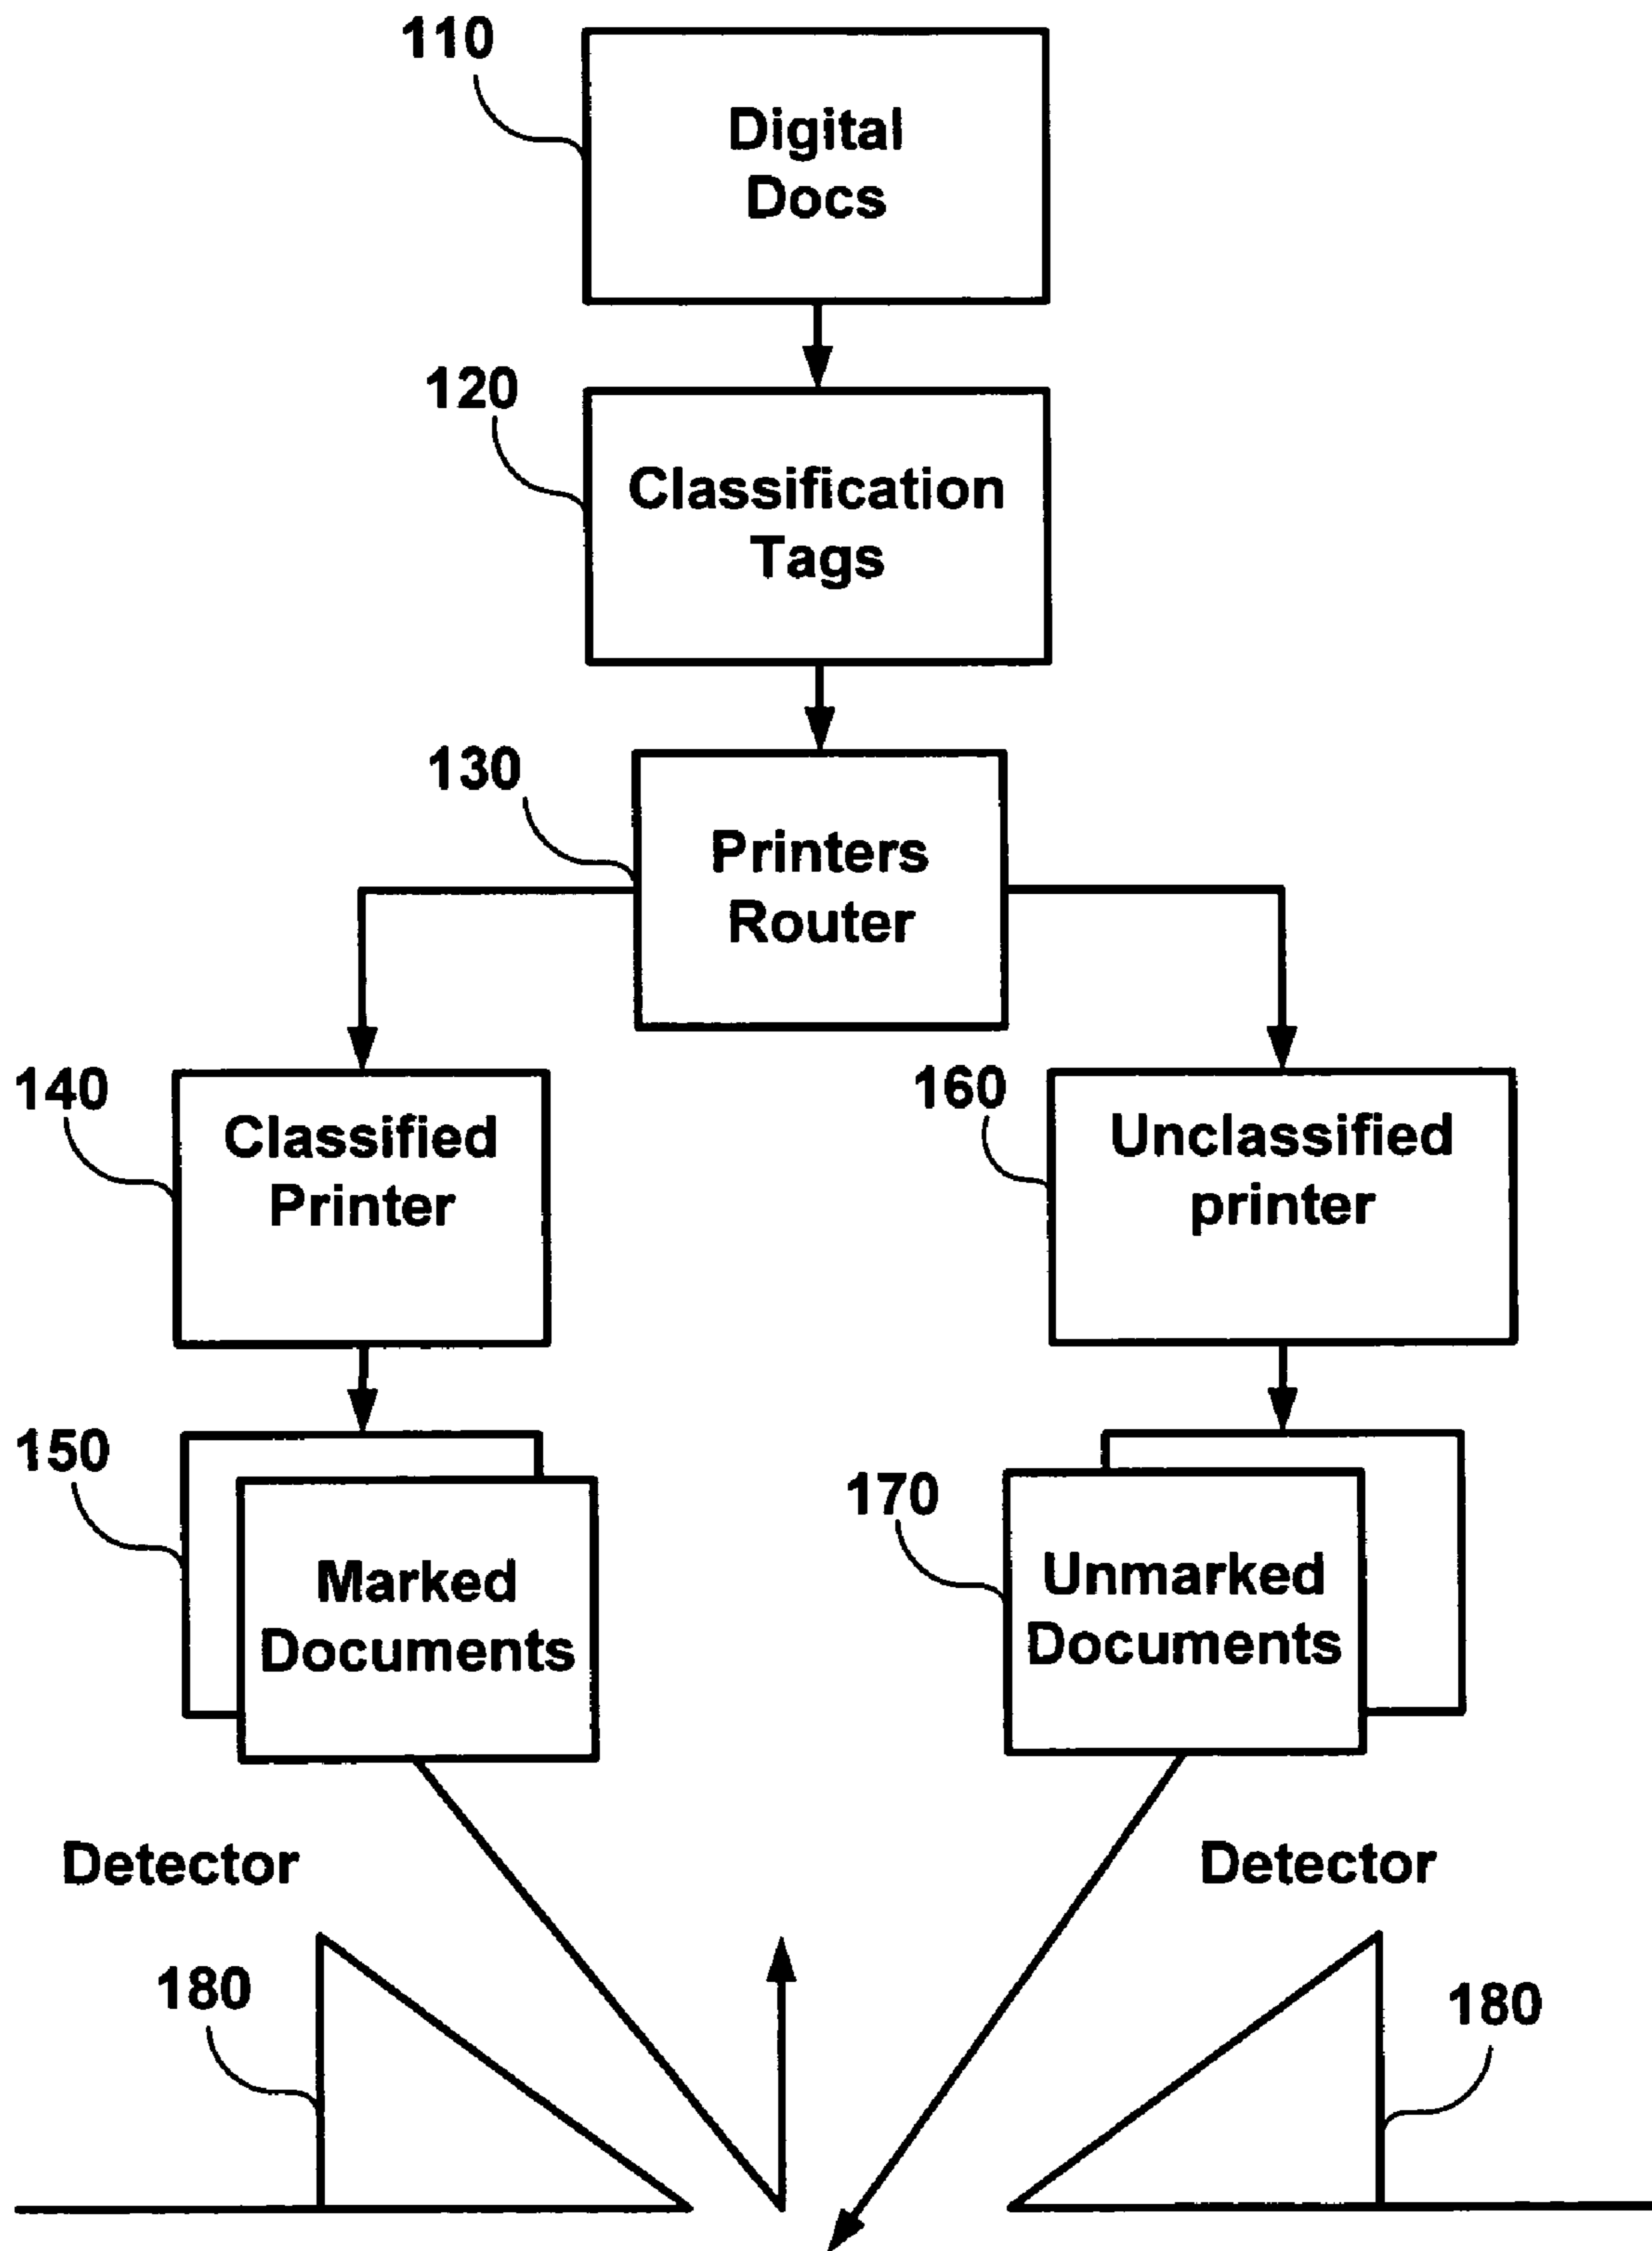 110
Digital
Docs
120
Classification
Tags
130
Printers
Router
140
Classified
Printer
160
Unclassified
printer
150
Marked
Documents
170
Unmarked
Documents
Detector
Detector
180
180